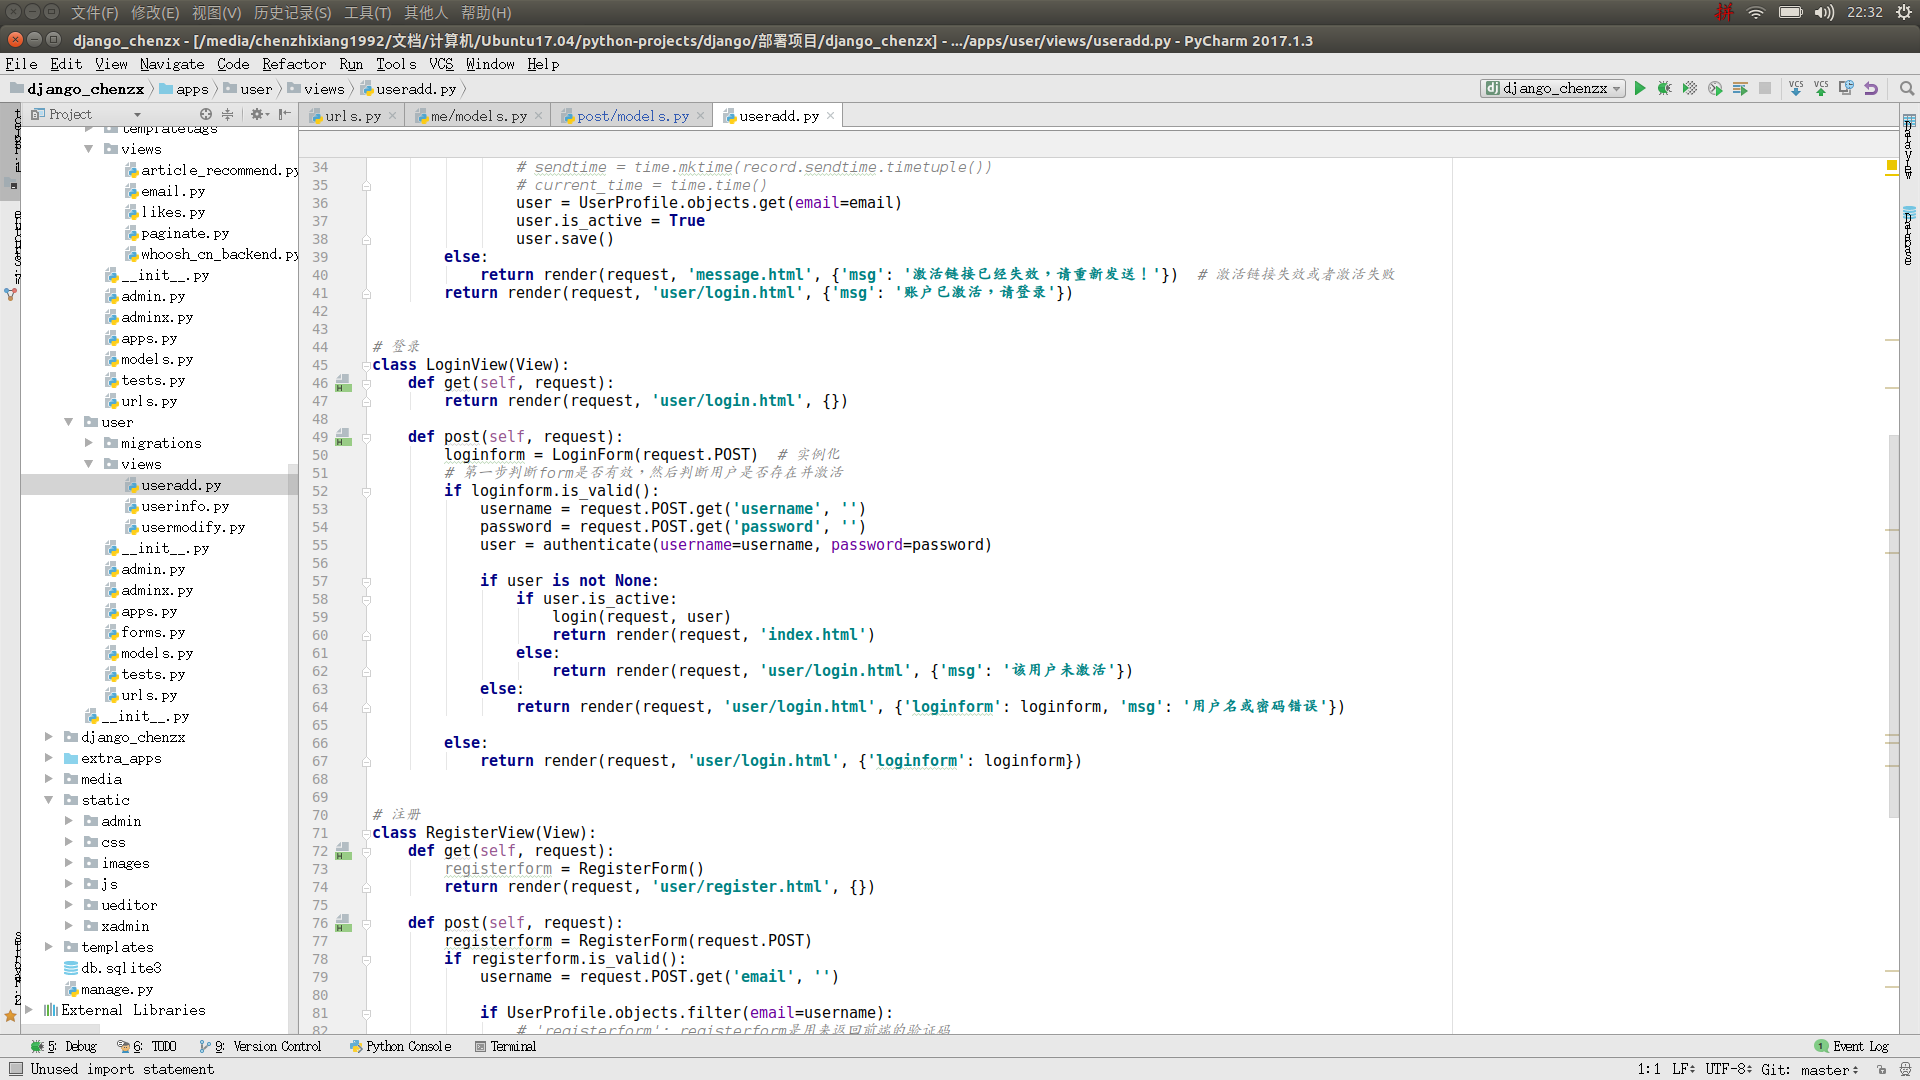 文件(F) 修改(E) 视图(V) 历史记录(S) 工具(T) 其他人 帮助(H)
拼 22:32
django_chenzx - [/media/chenzhixiang1992/文档/计算机/Ubuntu17.04/python-projects/django/部署项目/django_chenzx] - .../apps/user/views/useradd.py - PyCharm 2017.1.3
File Edit View Navigate Code Refactor Run Tools VCS Window Help
django_chenzx apps user views useradd.py
django_chenzx VCS VCS
Project
urls.py me/models.py post/models.py useradd.py
templatetags
views
article_recommend.py
email.py
likes.py
paginate.py
whoosh_cn_backend.py
__init__.py
admin.py
adminx.py
apps.py
models.py
tests.py
urls.py
user
migrations
views
useradd.py
userinfo.py
usermodify.py
__init__.py
admin.py
adminx.py
apps.py
forms.py
models.py
tests.py
urls.py
__init__.py
django_chenzx
extra_apps
media
static
admin
css
images
js
ueditor
xadmin
templates
db.sqlite3
manage.py
External Libraries
34 # sendtime = time.mktime(record.sendtime.timetuple())
35 # current_time = time.time()
36 user = UserProfile.objects.get(email=email)
37 user.is_active = True
38 user.save()
39 else:
40 return render(request, 'message.html', {'msg': '激活链接已经失效，请重新发送！'}) # 激活链接失效或者激活失败
41 return render(request, 'user/login.html', {'msg': '账户已激活，请登录'})
42
43
44 # 登录
45 class LoginView(View):
46 def get(self, request):
47 return render(request, 'user/login.html', {})
48
49 def post(self, request):
50 loginform = LoginForm(request.POST) # 实例化
51 # 第一步判断form是否有效，然后判断用户是否存在并激活
52 if loginform.is_valid():
53 username = request.POST.get('username', '')
54 password = request.POST.get('password', '')
55 user = authenticate(username=username, password=password)
56
57 if user is not None:
58 if user.is_active:
59 login(request, user)
60 return render(request, 'index.html')
61 else:
62 return render(request, 'user/login.html', {'msg': '该用户未激活'})
63 else:
64 return render(request, 'user/login.html', {'loginform': loginform, 'msg': '用户名或密码错误'})
65
66 else:
67 return render(request, 'user/login.html', {'loginform': loginform})
68
69
70 # 注册
71 class RegisterView(View):
72 def get(self, request):
73 registerform = RegisterForm()
74 return render(request, 'user/register.html', {})
75
76 def post(self, request):
77 registerform = RegisterForm(request.POST)
78 if registerform.is_valid():
79 username = request.POST.get('email', '')
80
81 if UserProfile.objects.filter(email=username):
82 # 'registerform': registerform是用来返回前端的验证码
5: Debug 6: TODO 9: Version Control Python Console Terminal 1 Event Log
Unused import statement 1:1 LF UTF-8 Git: master